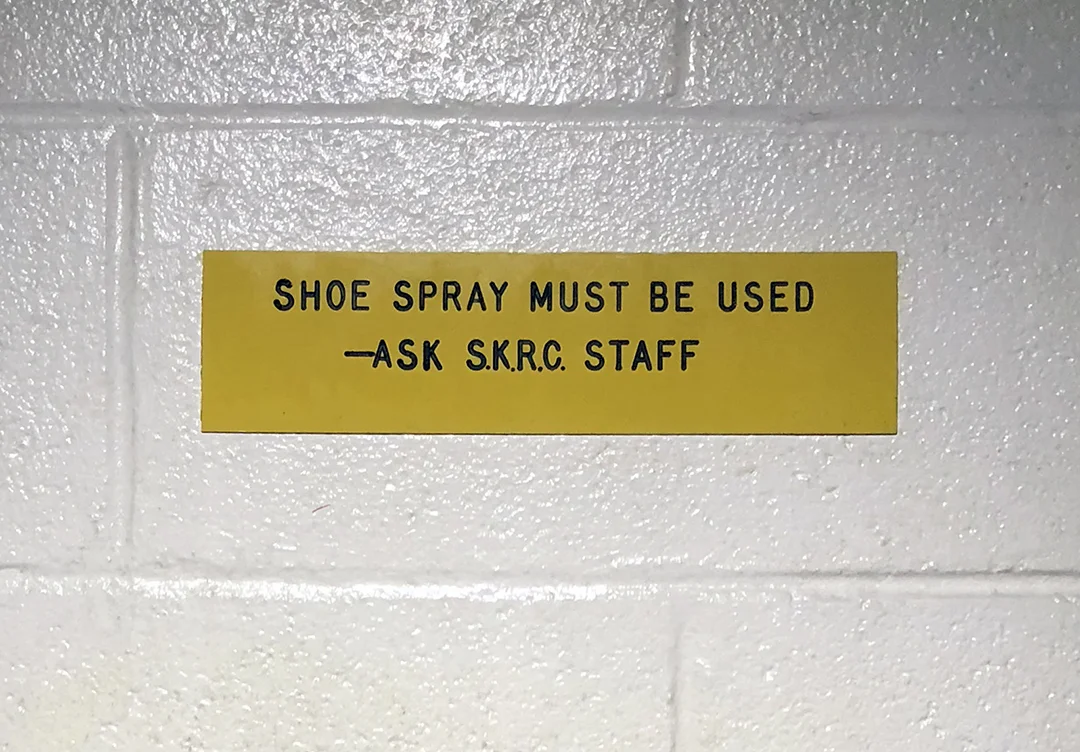 SHOE SPRAY MUST BE USED
—ASK S.K.R.C. STAFF